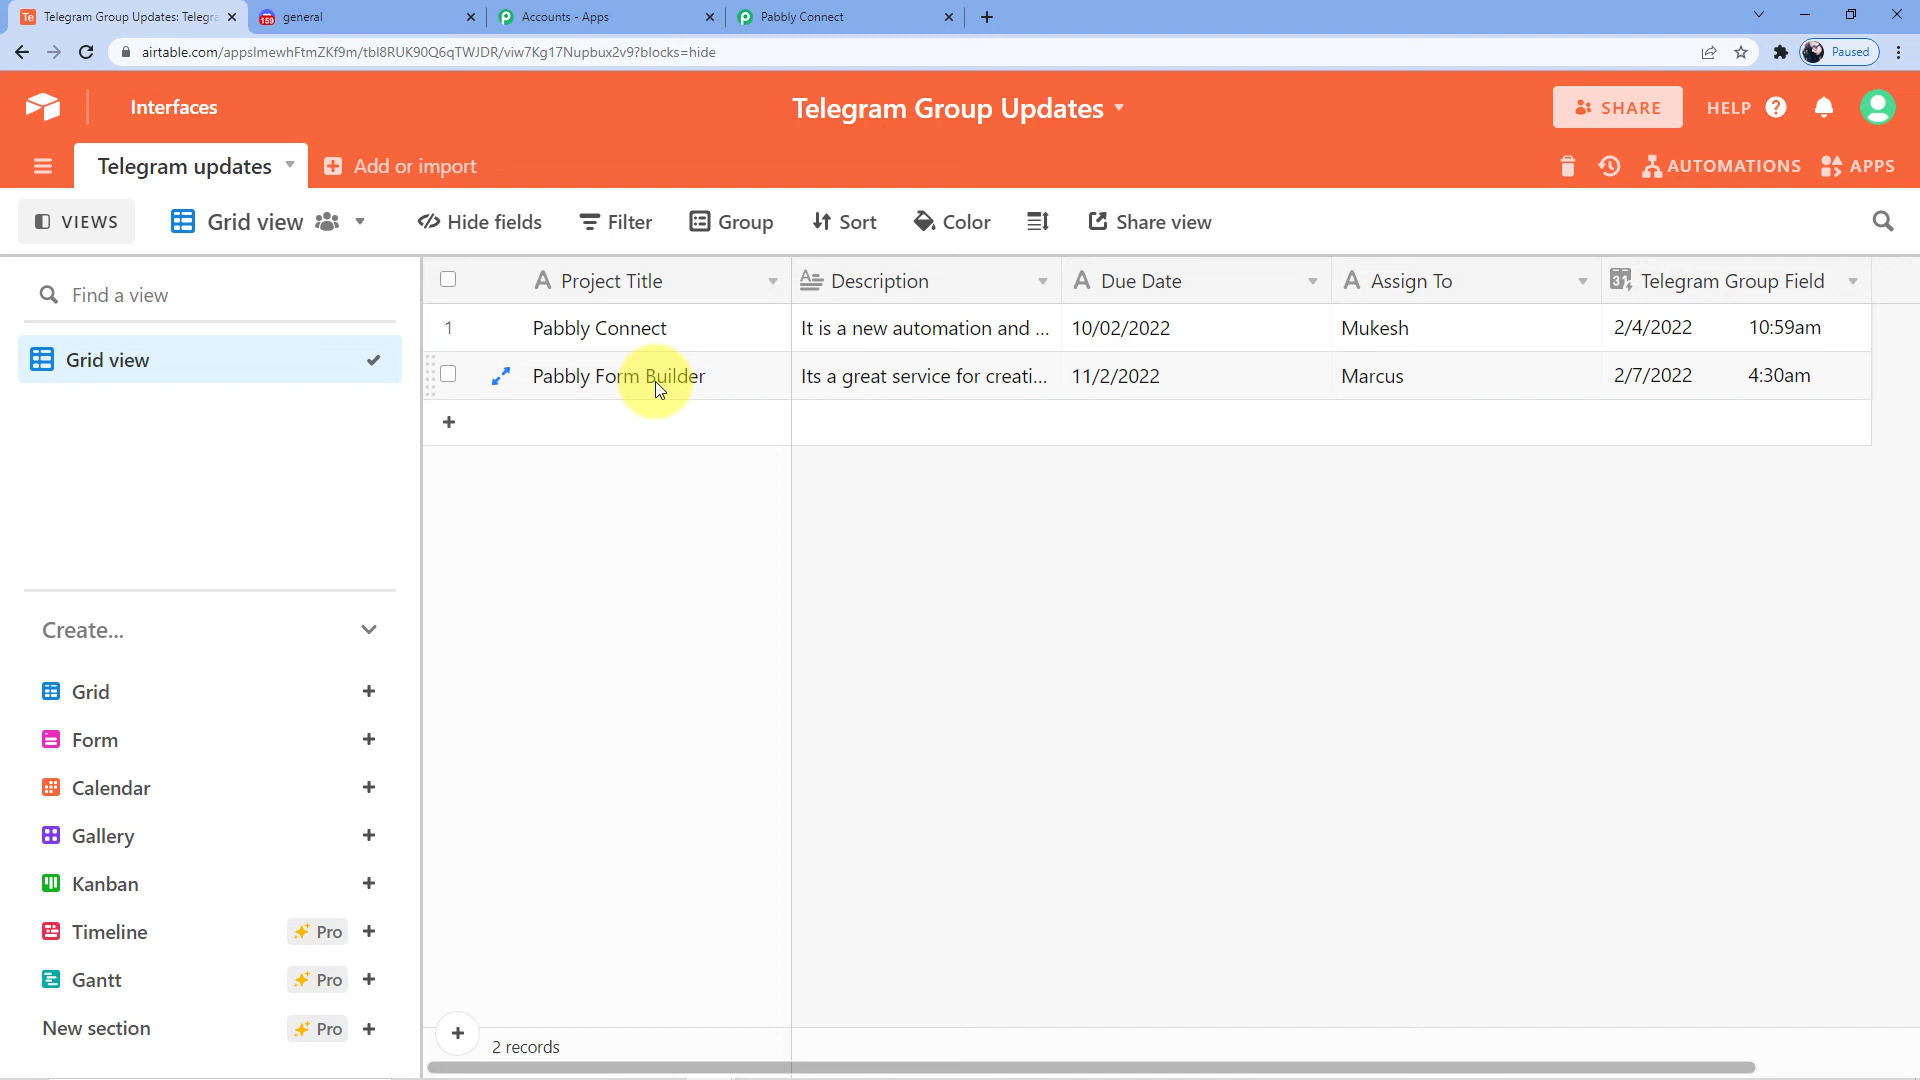 Telegram Group Updates: Telegra
159
general
Accounts - Apps
Pabbly Connect
airtable.com/appsImewhFtmZKf9m/tbl8RUK90Q6qTWJDR/viw7Kg17Nupbux2v9?blocks=hide
Paused
Interfaces
Telegram Group Updates
SHARE
HELP
Telegram updates
Add or import
AUTOMATIONS
APPS
VIEWS
Grid view
Hide fields
Filter
Group
Sort
Color
Share view
Find a view
Grid view
Create...
Grid
Form
Calendar
Gallery
Kanban
Timeline Pro
Gantt Pro
New section Pro
Project Title Description Due Date Assign To Telegram Group Field
1 Pabbly Connect It is a new automation and ... 10/02/2022 Mukesh 2/4/2022 10:59am
Pabbly Form Builder Its a great service for creati... 11/2/2022 Marcus 2/7/2022 4:30am
2 records